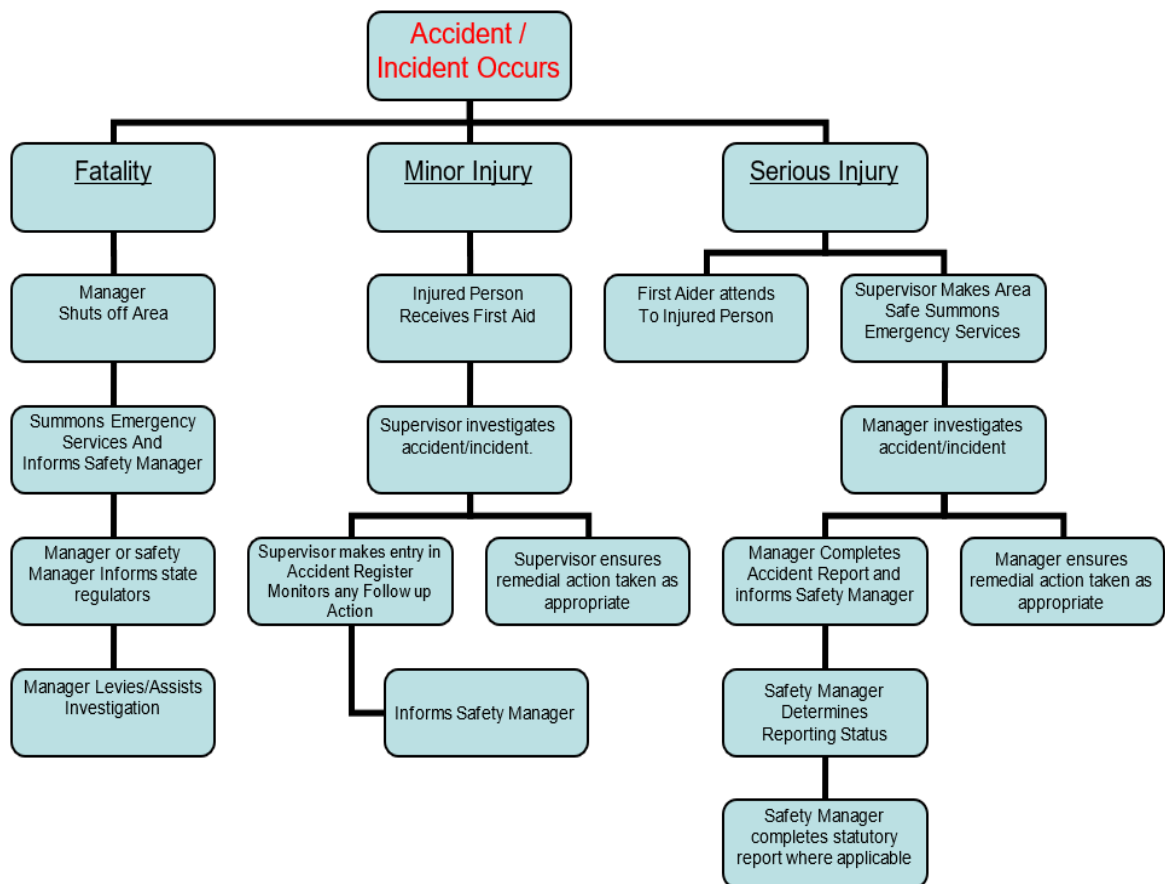 Accident /
Incident Occurs
Fatality
Minor Injury
Serious Injury
Manager
Shuts off Area
Injured Person
Receives First Aid
First Aider attends
To Injured Person
Supervisor Makes Area
Safe Summons
Emergency Services
Summons Emergency
Services And
Informs Safety Manager
Supervisor investigates
accident/incident.
Manager investigates
accident/incident
Manager or safety
Manager Informs state
regulators
Supervisor makes entry in
Accident Register
Monitors any Follow up
Action
Supervisor ensures
remedial action taken as
appropriate
Manager Completes
Accident Report and
informs Safety Manager
Manager ensures
remedial action taken as
appropriate
Manager Levies/Assists
Investigation
Informs Safety Manager
Safety Manager
Determines
Reporting Status
Safety Manager
completes statutory
report where applicable